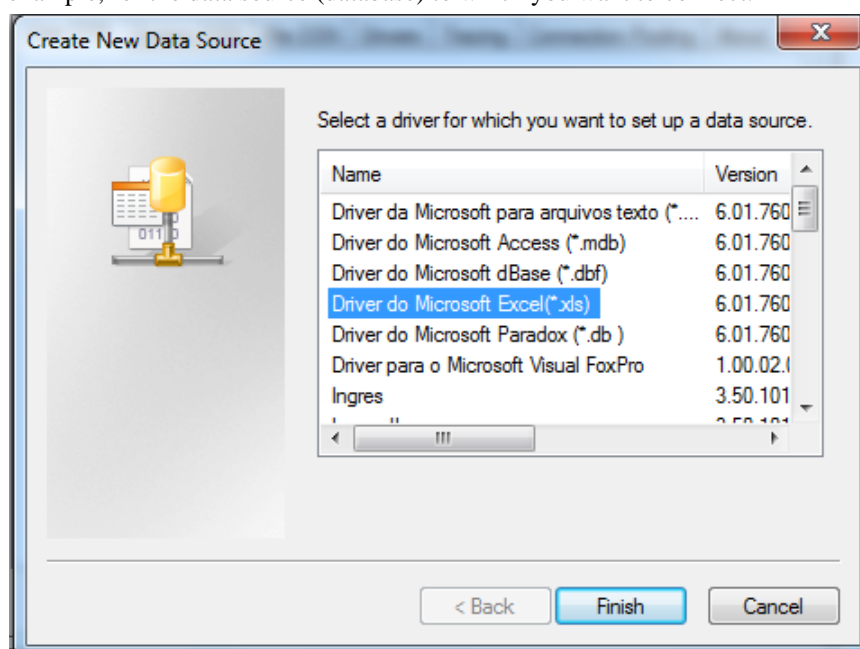 Create New Data Source
Select a driver for which you want to set up a data source.
Name Version
Driver da Microsoft para arquivos texto (*.... 6.01.760
Driver do Microsoft Access (*.mdb) 6.01.760
Driver do Microsoft dBase (*.dbf) 6.01.760
Driver do Microsoft Excel(*.xls) 6.01.760
Driver do Microsoft Paradox (*.db ) 6.01.760
Driver para o Microsoft Visual FoxPro 1.00.02.
Ingres 3.50.101
< Back Finish Cancel